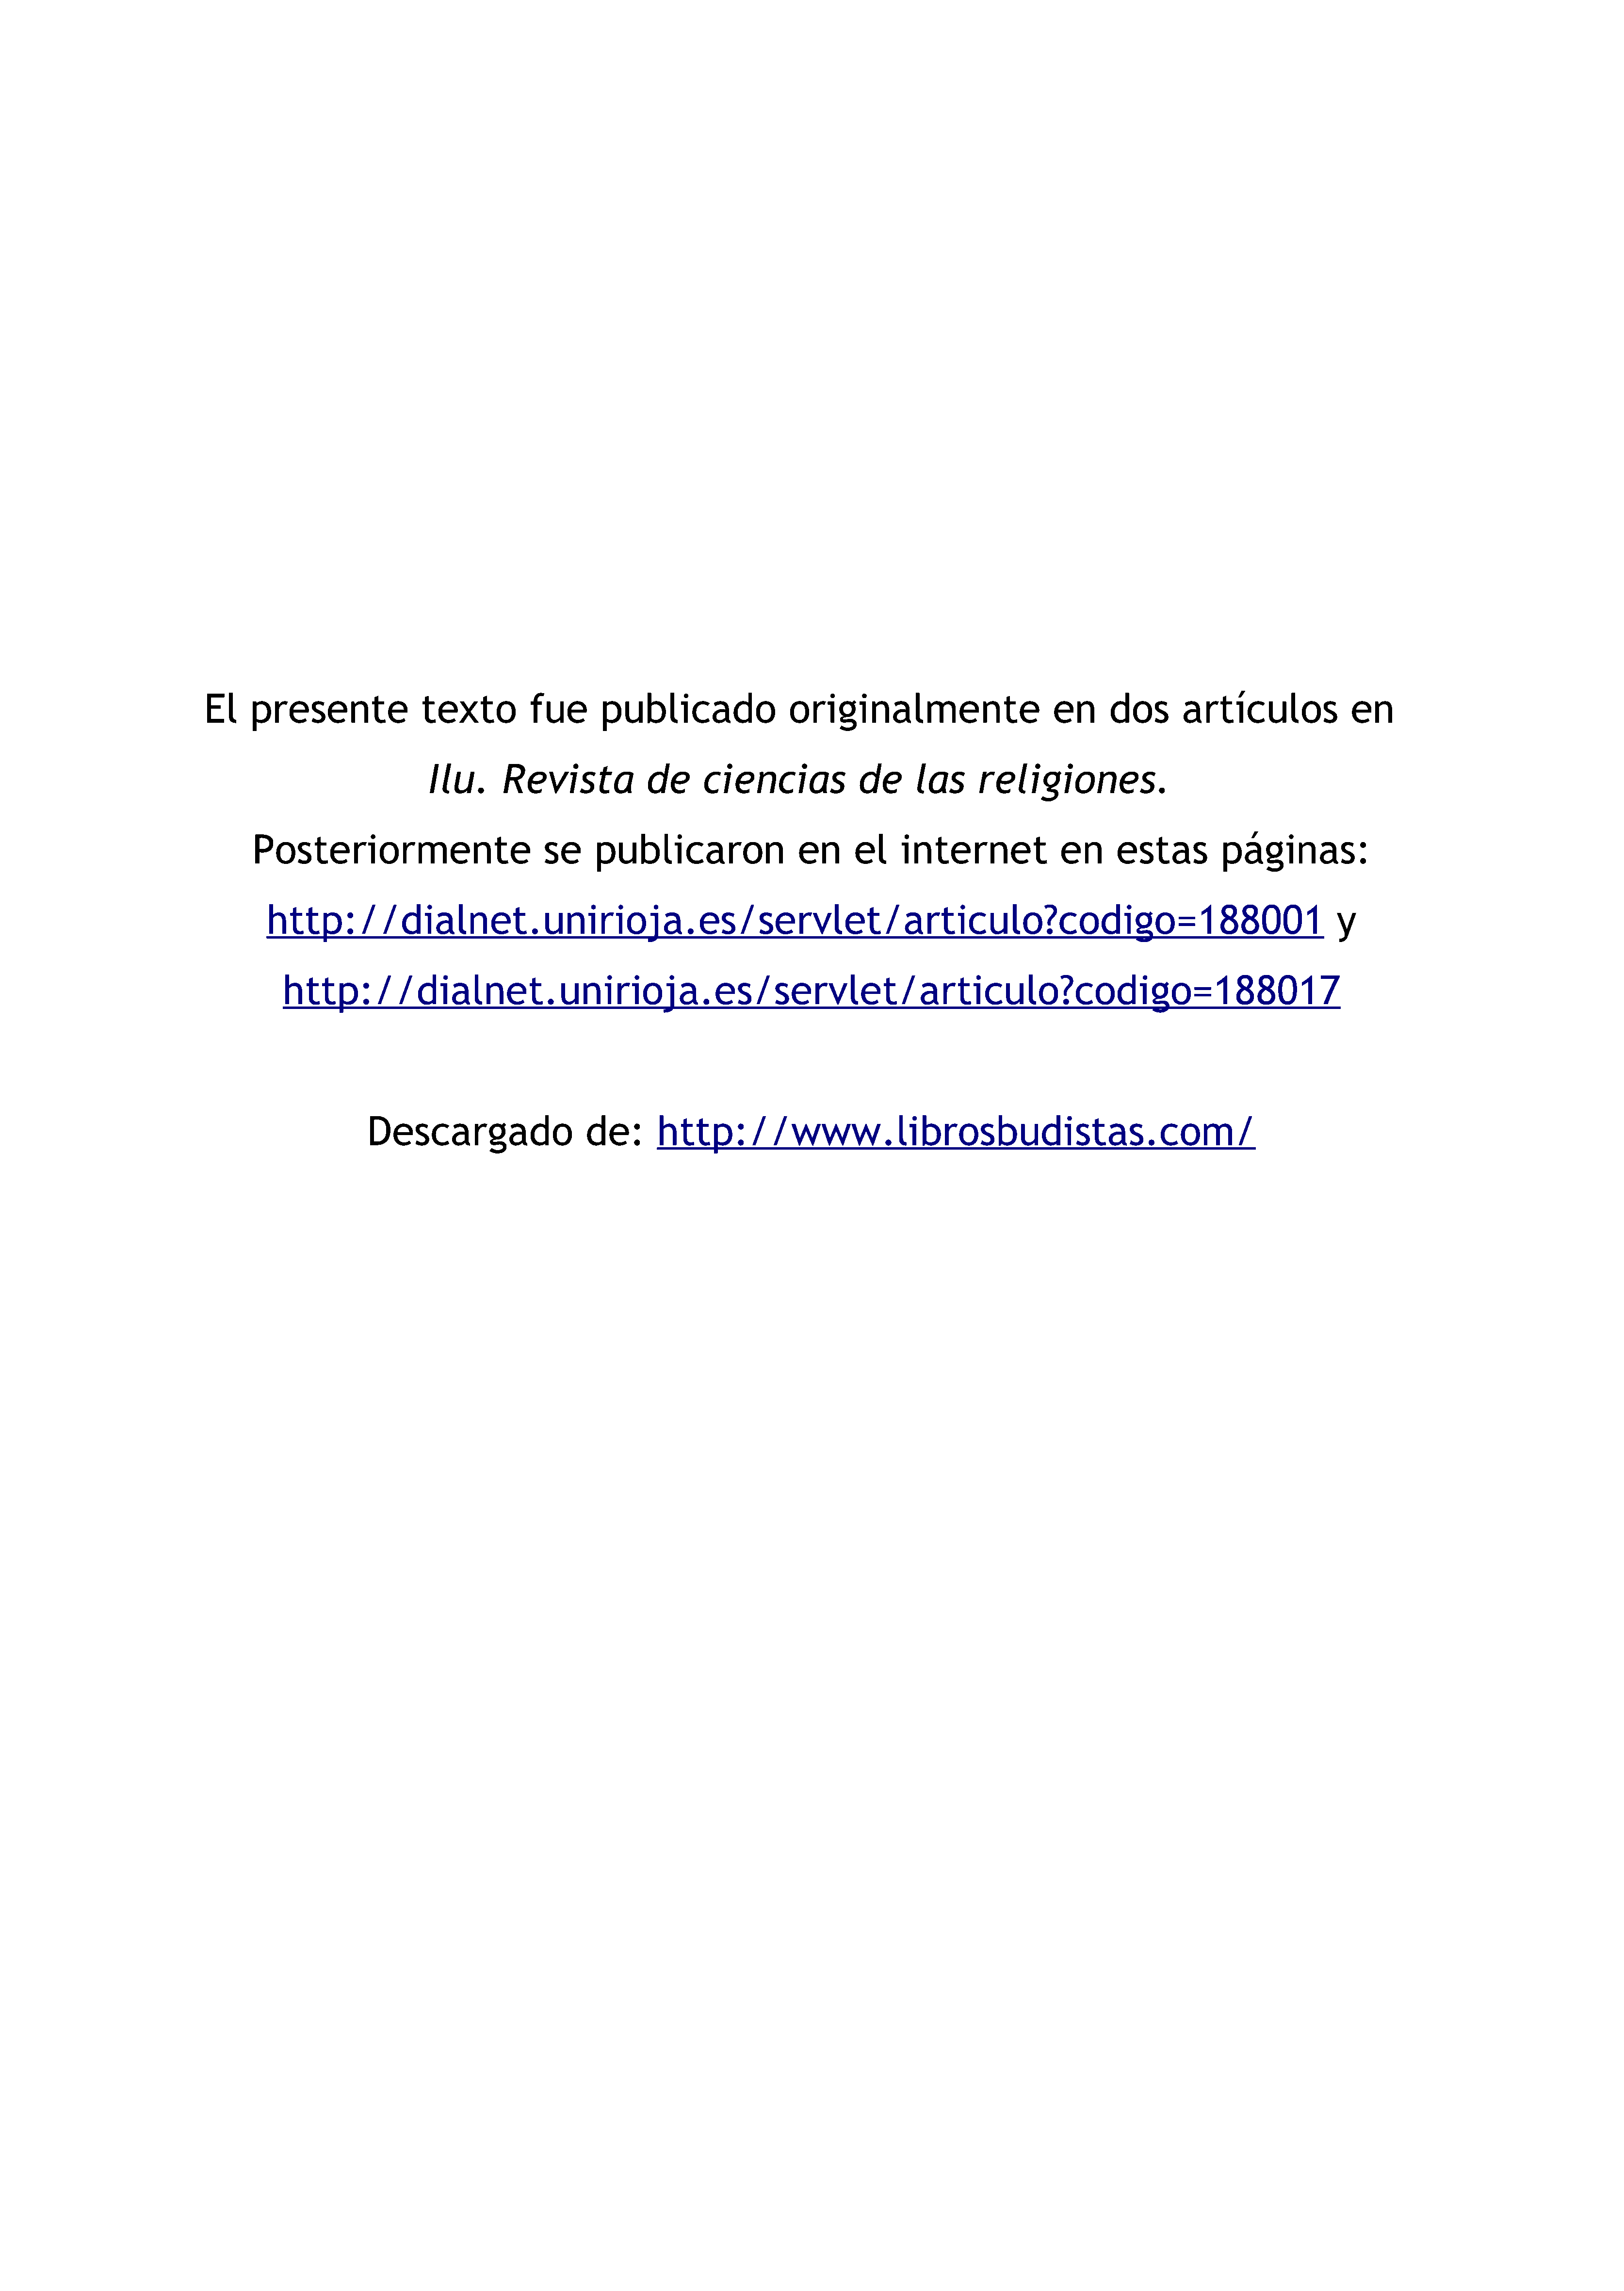 El presente texto fue publicado originalmente en dos artículos en
Ilu. Revista de ciencias de las religiones.
Posteriormente se publicaron en el internet en estas páginas:
http://dialnet.unirioja.es/servlet/articulo?codigo=188001 y
http://dialnet.unirioja.es/servlet/articulo?codigo=188017
Descargado de: http://www.librosbudistas.com/